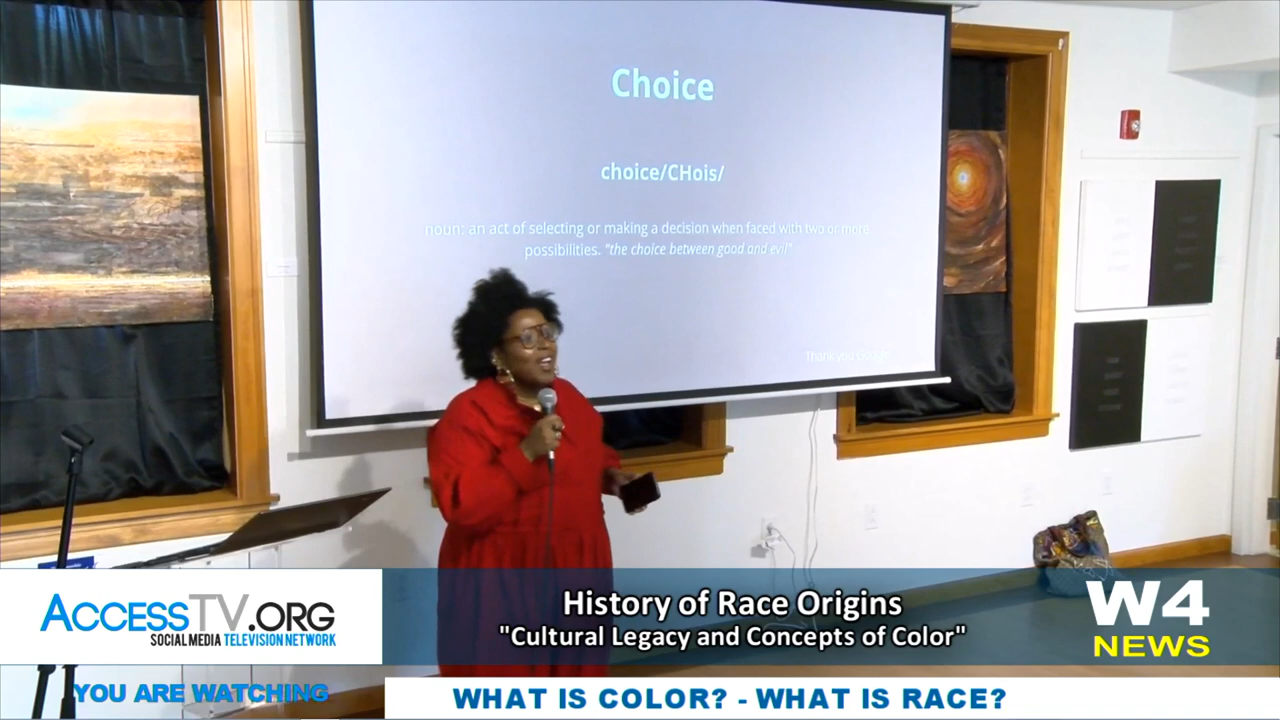 Choice
choice/CHois/
noun: an act of selecting or making a decision when faced with two or more
possibilities. "the choice between good and evil"
Thank you
ACCESSTV.ORG
SOCIAL MEDIA TELEVISION NETWORK
History of Race Origins
"Cultural Legacy and Concepts of Color"
W4
NEWS
YOU ARE WATCHING
WHAT IS COLOR? - WHAT IS RACE?